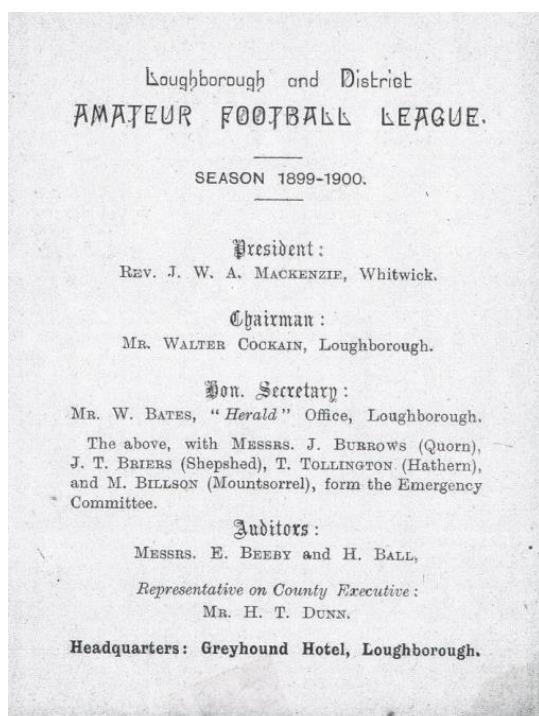 Loughborough and District
AMATEUR FOOTBALL LEAGUE.
SEASON 1899-1900.
President:
REV. J. W. A. MACKENZIE, Whitwick.
Chairman:
MR. WALTER COCKAIN, Loughborough.
Hon. Secretary:
MR. W. BATES, "Herald" Office, Loughborough.
The above, with MESSRS. J. BURROWS (Quorn),
J. T. BRIERS (Shepshed), T. TOLLINGTON (Hathern),
and M. BILLSON (Mountsorrel), form the Emergency
Committee.
Auditors:
MESSRS. E. BEEBY and H. BALL,
Representative on County Executive:
MR. H. T. DUNN.
Headquarters: Greyhound Hotel, Loughborough.